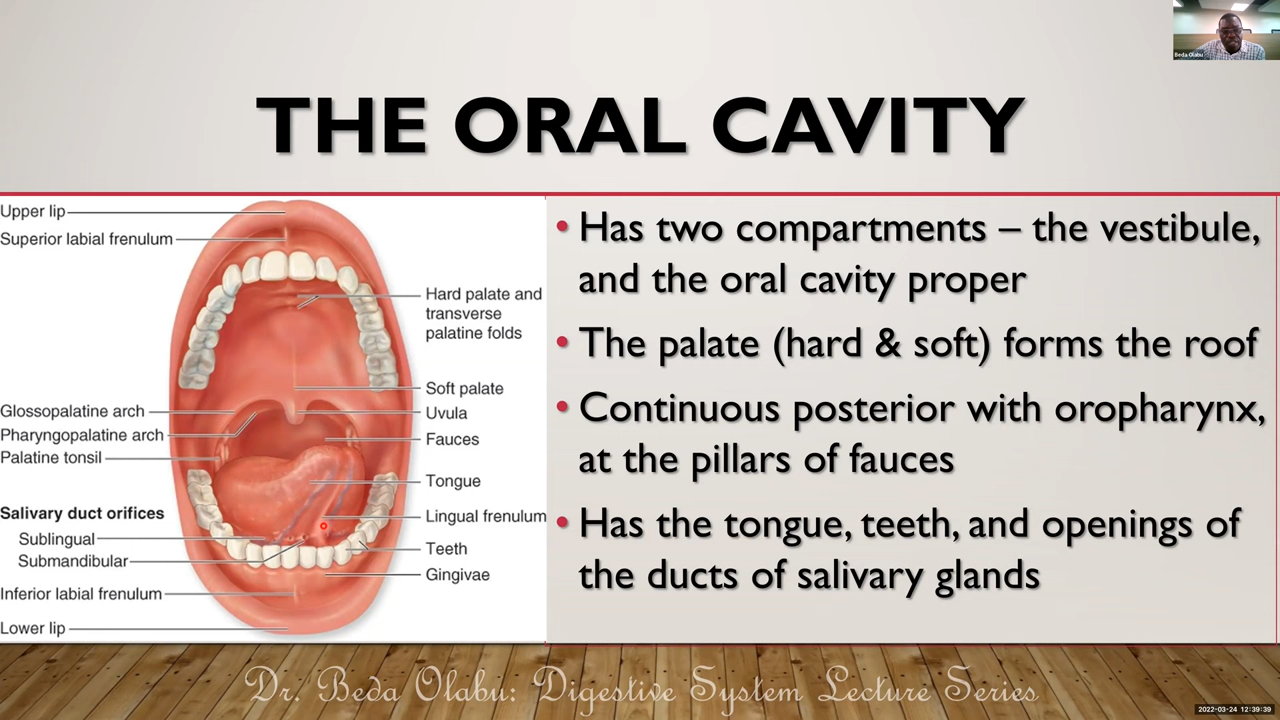 Beda Olabu
THE ORAL CAVITY
Upper lip
Superior labial frenulum
Hard palate and
transverse
palatine folds
Soft palate
Glossopalatine arch
Uvula
Pharyngopalatine arch
Fauces
Palatine tonsil
Tongue
Salivary duct orifices
Lingual frenulum
Sublingual
Teeth
Submandibular
Gingivae
Inferior labial frenulum
Lower lip
• Has two compartments – the vestibule,
and the oral cavity proper
• The palate (hard & soft) forms the roof
• Continuous posterior with oropharynx,
at the pillars of fauces
• Has the tongue, teeth, and openings of
the ducts of salivary glands
Dr. Beda Olabu: Digestive System Lecture Series
2022-03-24 12:39:39